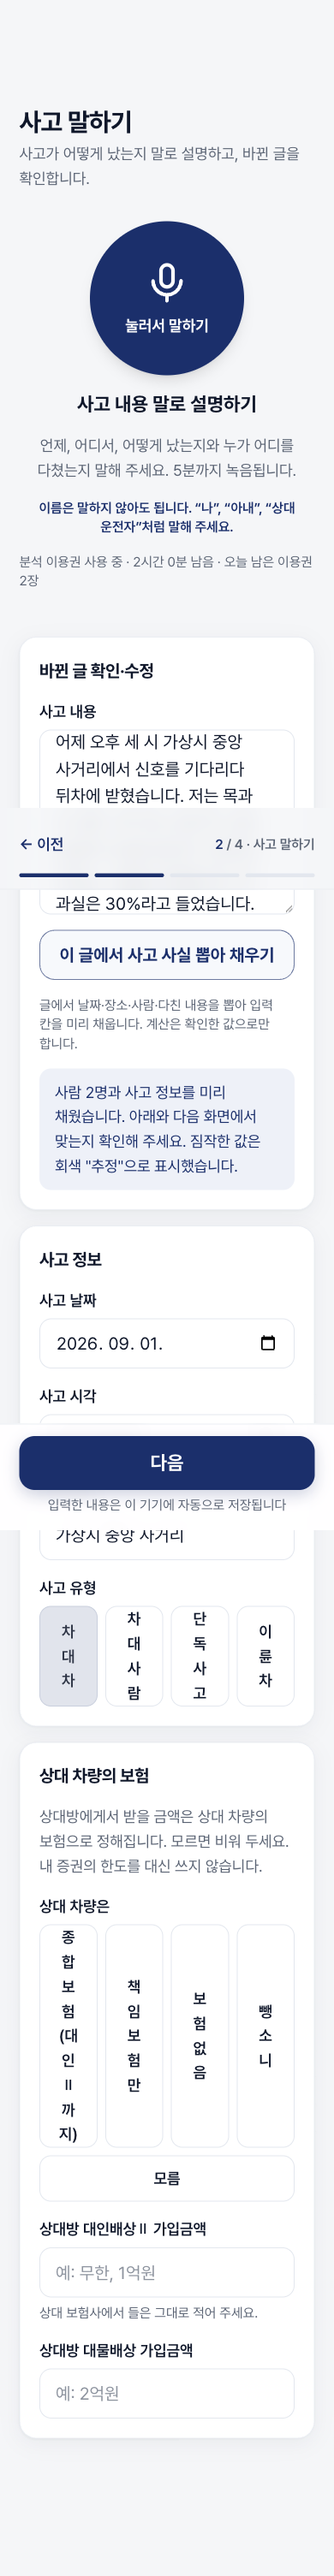 사고 말하기
사고가 어떻게 났는지 말로 설명하고, 바뀐 글을
확인합니다.
눌러서 말하기
사고 내용 말로 설명하기
언제, 어디서, 어떻게 났는지와 누가 어디를
다쳤는지 말해 주세요. 5분까지 녹음됩니다.
이름은 말하지 않아도 됩니다. “나”, “아내”, “상대
운전자”처럼 말해 주세요.
분석 이용권 사용 중 · 2시간 0분 남음 · 오늘 남은 이용권
2장
바뀐 글 확인·수정
사고 내용
어제 오후 세 시 가상시 중앙
사거리에서 신호를 기다리다
뒤차에 받혔습니다. 저는 목과
← 이전
2 / 4 · 사고 말하기
과실은 30%라고 들었습니다.
이 글에서 사고 사실 뽑아 채우기
글에서 날짜·장소·사람·다친 내용을 뽑아 입력
칸을 미리 채웁니다. 계산은 확인한 값으로만
합니다.
사람 2명과 사고 정보를 미리
채웠습니다. 아래와 다음 화면에서
맞는지 확인해 주세요. 짐작한 값은
회색 "추정"으로 표시했습니다.
사고 정보
사고 날짜
2026. 09. 01.
사고 시각
다음
입력한 내용은 이 기기에 자동으로 저장됩니다
가상시 중앙 사거리
사고 유형
차
대
차
차
대
사
람
단
독
사
고
이
륜
차
상대 차량의 보험
상대방에게서 받을 금액은 상대 차량의
보험으로 정해집니다. 모르면 비워 두세요.
내 증권의 한도를 대신 쓰지 않습니다.
상대 차량은
종
합
보
험
(대
인
Ⅱ
까
지)
책
임
보
험
만
보
험
없
음
뺑
소
니
모름
상대방 대인배상Ⅱ 가입금액
예: 무한, 1억원
상대 보험사에서 들은 그대로 적어 주세요.
상대방 대물배상 가입금액
예: 2억원